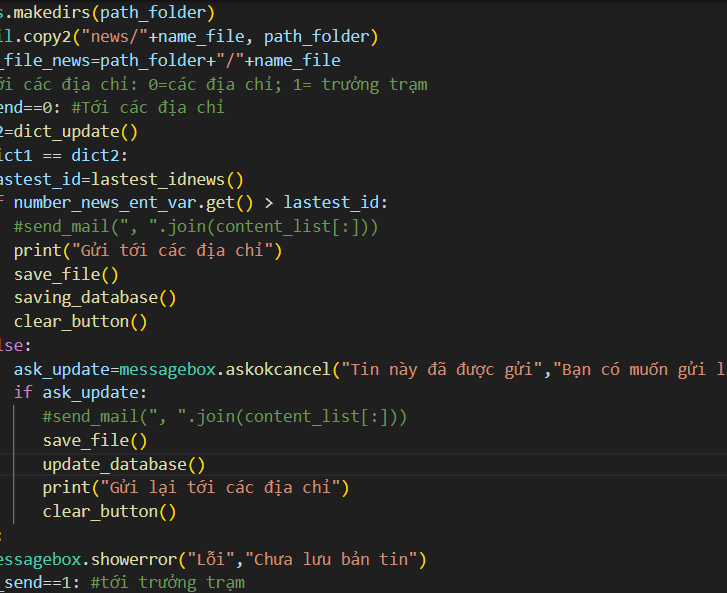 s.makedirs(path_folder)
il.copy2("news/"+name_file, path_folder)
_file_news=path_folder+"/"+name_file
ới các địa chỉ: 0=các địa chỉ; 1= trưởng trạm
end==0: #Tới các địa chỉ
2=dict_update()
ict1 == dict2:
astest_id=lastest_idnews()
f number_news_ent_var.get() > lastest_id:
#send_mail(", ".join(content_list[:]))
print("Gửi tới các địa chỉ")
save_file()
saving_database()
clear_button()
lse:
ask_update=messagebox.askokcancel("Tin này đã được gửi","Bạn có muốn gửi l
if ask_update:
#send_mail(", ".join(content_list[:]))
save_file()
update_database()
print("Gửi lại tới các địa chỉ")
clear_button()
:
essagebox.showerror("Lỗi","Chưa lưu bản tin")
_send==1: #tới trưởng trạm